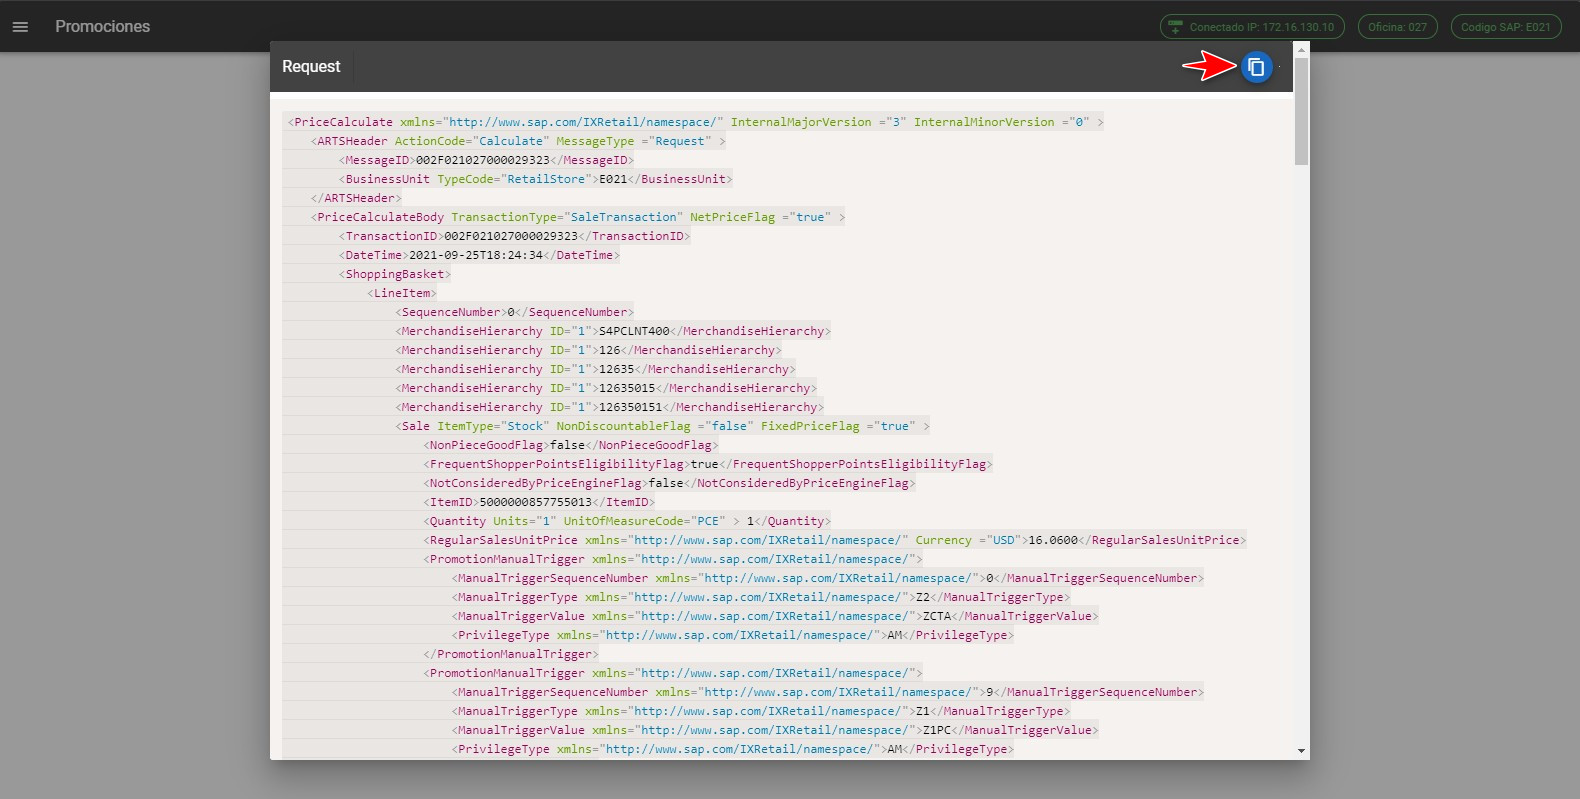 Promociones
Conectado IP: 172.16.130.10
Oficina: 027
Codigo SAP: E021
Request
<PriceCalculate xmlns="http://www.sap.com/IXRetail/namespace/" InternalMajorVersion ="3" InternalMinorVersion ="0" >
<ARTSHeader ActionCode="Calculate" MessageType ="Request" >
<MessageID>002F021027000029323</MessageID>
<BusinessUnit TypeCode="RetailStore">E021</BusinessUnit>
</ARTSHeader>
<PriceCalculateBody TransactionType="SaleTransaction" NetPriceFlag ="true" >
<TransactionID>002F021027000029323</TransactionID>
<DateTime>2021-09-25T18:24:34</DateTime>
<ShoppingBasket>
<LineItem>
<SequenceNumber>0</SequenceNumber>
<MerchandiseHierarchy ID="1">S4PCLNT400</MerchandiseHierarchy>
<MerchandiseHierarchy ID="1">126</MerchandiseHierarchy>
<MerchandiseHierarchy ID="1">12635</MerchandiseHierarchy>
<MerchandiseHierarchy ID="1">12635015</MerchandiseHierarchy>
<MerchandiseHierarchy ID="1">126350151</MerchandiseHierarchy>
<Sale ItemType="Stock" NonDiscountableFlag ="false" FixedPriceFlag ="true" >
<NonPieceGoodFlag>false</NonPieceGoodFlag>
<FrequentShopperPointsEligibilityFlag>true</FrequentShopperPointsEligibilityFlag>
<NotConsideredByPriceEngineFlag>false</NotConsideredByPriceEngineFlag>
<ItemID>5000000857755013</ItemID>
<Quantity Units="1" UnitOfMeasureCode="PCE" > 1</Quantity>
<RegularSalesUnitPrice xmlns="http://www.sap.com/IXRetail/namespace/" Currency ="USD">16.0600</RegularSalesUnitPrice>
<PromotionManualTrigger xmlns="http://www.sap.com/IXRetail/namespace/">
<ManualTriggerSequenceNumber xmlns="http://www.sap.com/IXRetail/namespace/">0</ManualTriggerSequenceNumber>
<ManualTriggerType xmlns="http://www.sap.com/IXRetail/namespace/">Z2</ManualTriggerType>
<ManualTriggerValue xmlns="http://www.sap.com/IXRetail/namespace/">ZCTA</ManualTriggerValue>
<PrivilegeType xmlns="http://www.sap.com/IXRetail/namespace/">AM</PrivilegeType>
</PromotionManualTrigger>
<PromotionManualTrigger xmlns="http://www.sap.com/IXRetail/namespace/">
<ManualTriggerSequenceNumber xmlns="http://www.sap.com/IXRetail/namespace/">9</ManualTriggerSequenceNumber>
<ManualTriggerType xmlns="http://www.sap.com/IXRetail/namespace/">Z1</ManualTriggerType>
<ManualTriggerValue xmlns="http://www.sap.com/IXRetail/namespace/">Z1PC</ManualTriggerValue>
<PrivilegeType xmlns="http://www.sap.com/IXRetail/namespace/">AM</PrivilegeType>